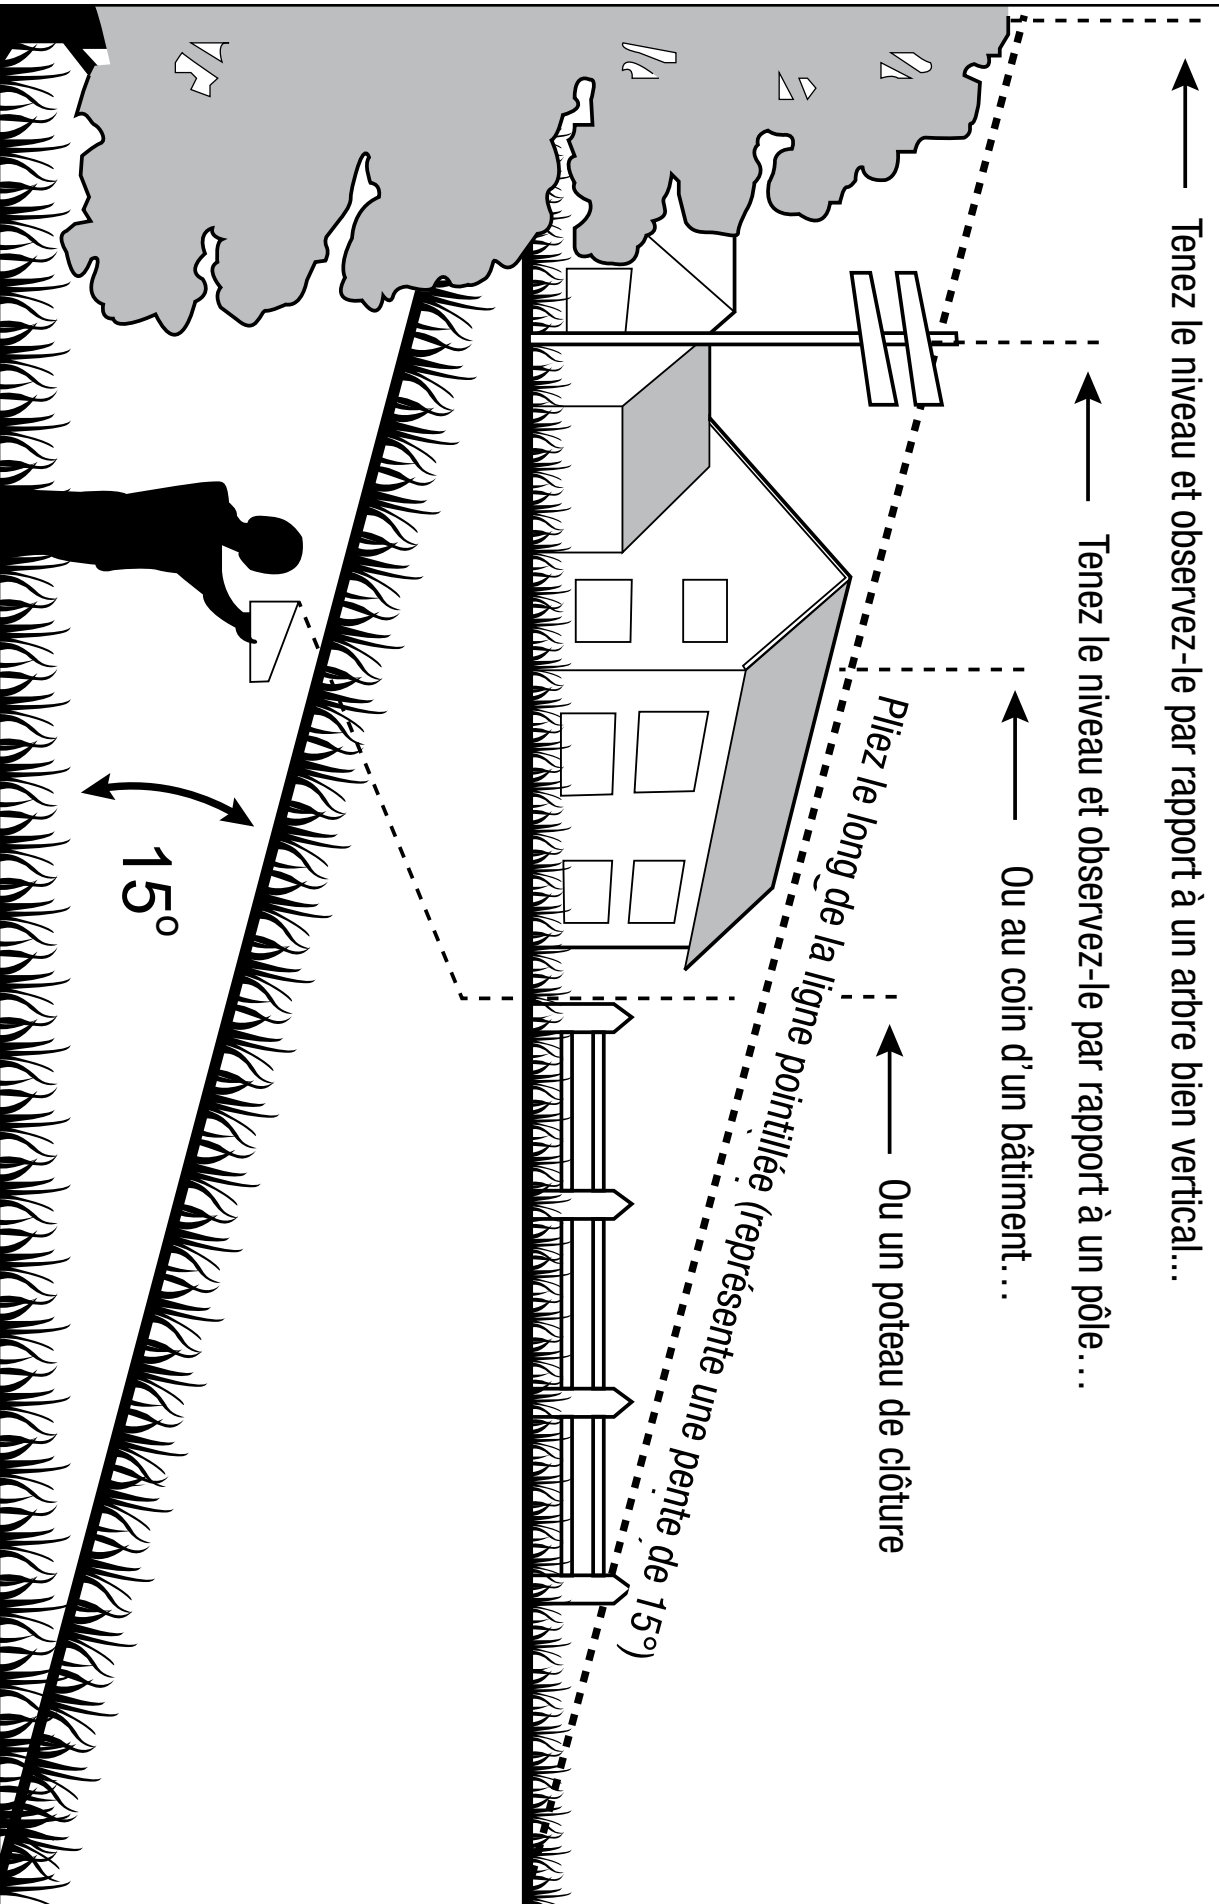 Tenez le niveau et observez-le par rapport à un arbre bien vertical...
Tenez le niveau et observez-le par rapport à un pôle…
Ou au coin d'un bâtiment…
Ou un poteau de clôture
Pliez le long de la ligne pointillée (représente une pente de 15°)
15°